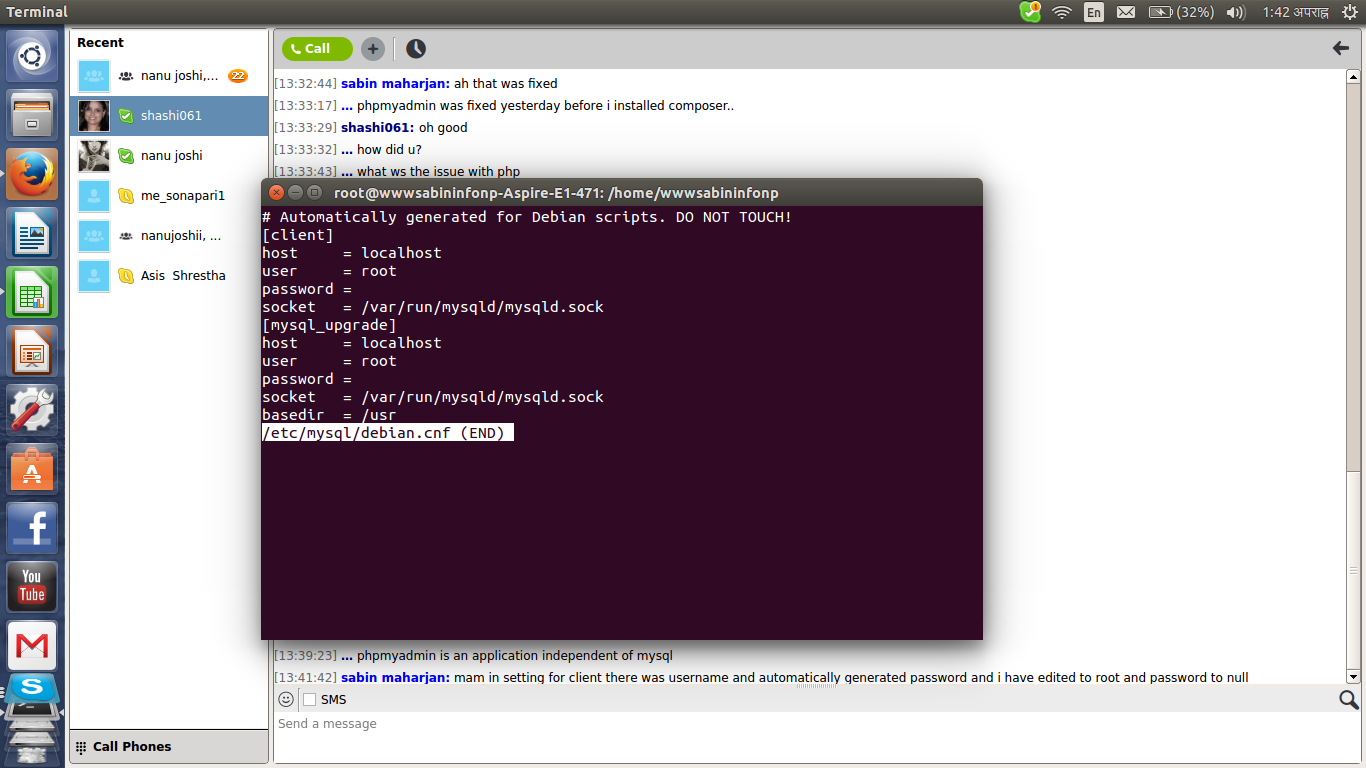 Terminal
En
(32%)
1:42 अपराह्न
Recent
nanu joshi,... 22
shashi061
nanu joshi
me_sonapari1
nanujoshii, ...
Asis Shrestha
Call Phones
Call
[13:32:44] sabin maharjan: ah that was fixed
[13:33:17] ... phpmyadmin was fixed yesterday before i installed composer..
[13:33:29] shashi061: oh good
[13:33:32] ... how did u?
[13:33:43] ... what ws the issue with php
root@wwwsabininfonp-Aspire-E1-471: /home/wwwsabininfonp
# Automatically generated for Debian scripts. DO NOT TOUCH!
[client]
host     = localhost
user     = root
password =
socket   = /var/run/mysqld/mysqld.sock
[mysql_upgrade]
host     = localhost
user     = root
password =
socket   = /var/run/mysqld/mysqld.sock
basedir  = /usr
/etc/mysql/debian.cnf (END)
[13:39:23] ... phpmyadmin is an application independent of mysql
[13:41:42] sabin maharjan: mam in setting for client there was username and automatically generated password and i have edited to root and password to null
SMS
Send a message
You
Tube